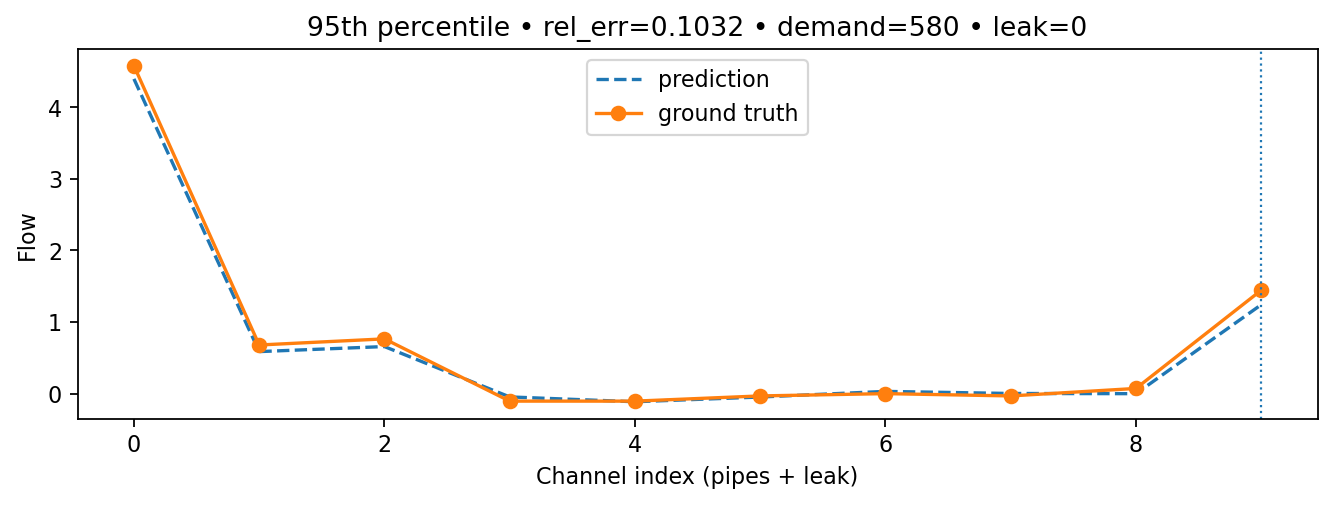 95th percentile • rel_err=0.1032 • demand=580 • leak=0
prediction
ground truth
Flow
4
3
2
1
0
0 2 4 6 8
Channel index (pipes + leak)